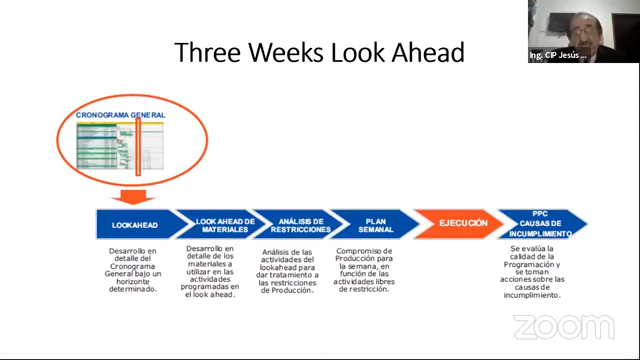 Three Weeks Look Ahead
Ing. CIP Jesús ...
CRONOGRAMA GENERAL
LOOKAHEAD
LOOK AHEAD DE
MATERIALES
ANÁLISIS DE
RESTRICCIONES
PLAN
SEMANAL
EJECUCIÓN
PPC
CAUSAS DE
INCUMPLIMIENTO
Desarrollo en
detalle del
Cronograma
General bajo un
horizonte
determinado.
Desarrollo en
detalle de los
materiales a
utilizar en las
actividades
programadas en
el look ahead.
Análisis de las
actividades del
lookahead para
dar tratamiento a
las restricciones
de Producción.
Compromiso de
Producción para
la semana, en
función de las
actividades libres
de restricción.
Se evalúa la
calidad de la
Programación y
se toman
acciones sobre las
causas de
incumplimiento.
zoom